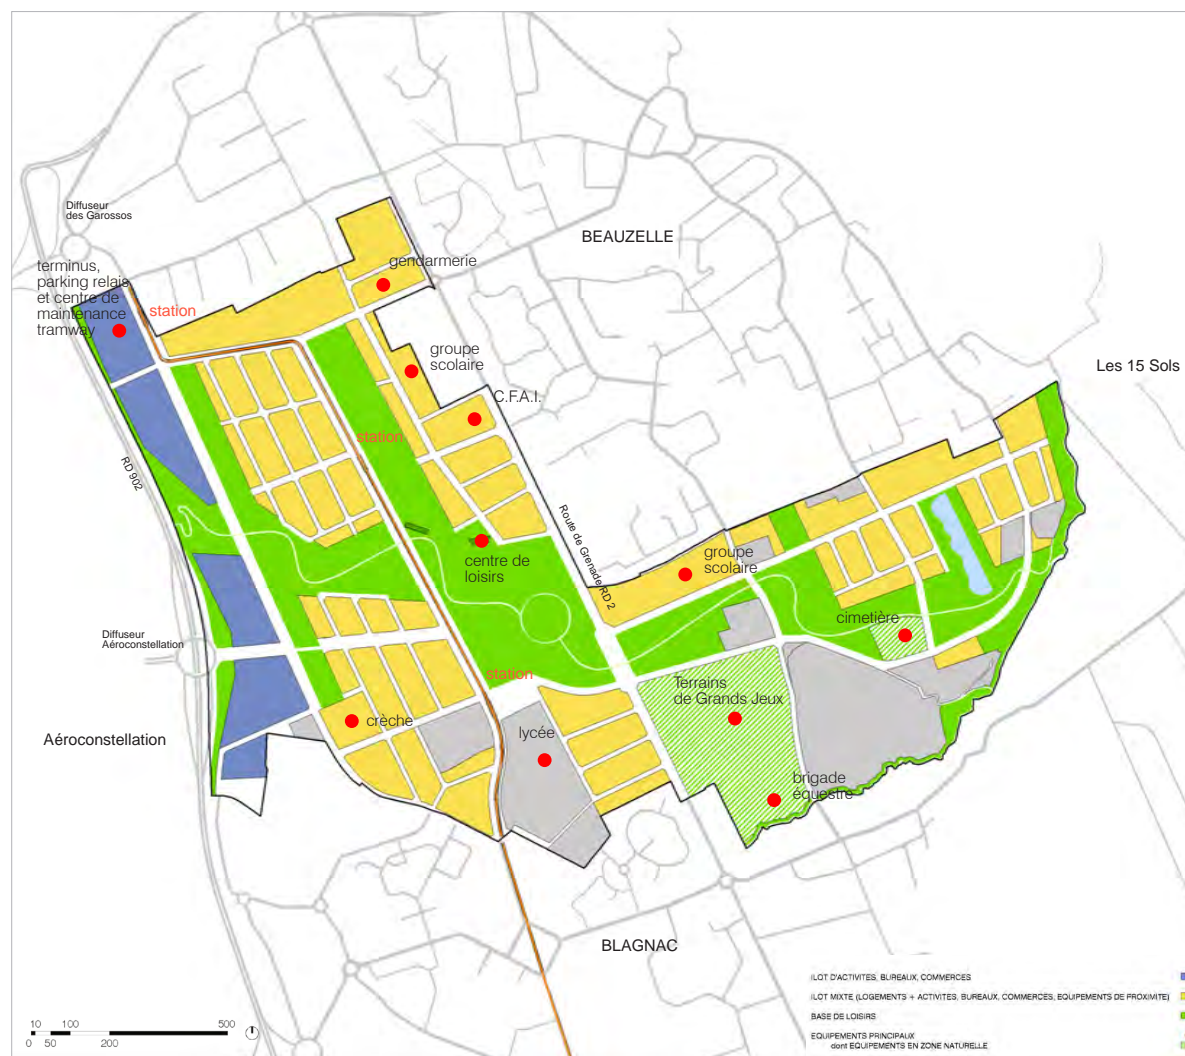 Diffuseur
des Garossos
BEAUZELLE
terminus,
parking relais
et centre de
maintenance
tramway
station
gendarmerie
groupe
scolaire
C.F.A.I.
Les 15 Sols
station
RD 902
Route de Grenade RD 2
centre de
loisirs
groupe
scolaire
cimetière
Diffuseur
Aéroconstellation
station
Terrains
de Grands Jeux
Aéroconstellation
crèche
lycée
brigade
équestre
BLAGNAC
ILOT D'ACTIVITES, BUREAUX, COMMERCES
ILOT MIXTE (LOGEMENTS + ACTIVITES, BUREAUX, COMMERCES, EQUIPEMENTS DE PROXIMITE)
BASE DE LOISIRS
EQUIPEMENTS PRINCIPAUX
dont EQUIPEMENTS EN ZONE NATURELLE
10 100 500
0 50 200